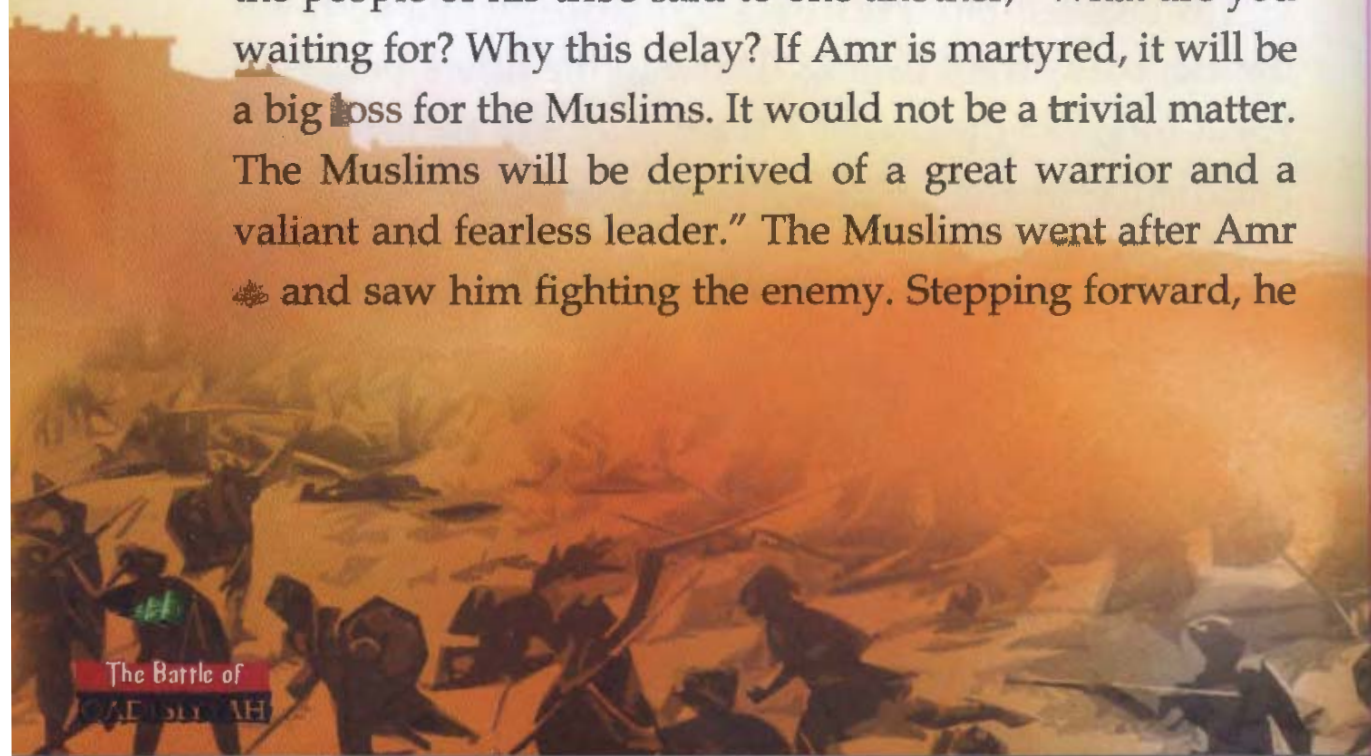 waiting for? Why this delay? If Amr is martyred, it will be
a big loss for the Muslims. It would not be a trivial matter.
The Muslims will be deprived of a great warrior and a
valiant and fearless leader." The Muslims went after Amr
and saw him fighting the enemy. Stepping forward, he
The Battle of
QADISIYYAH